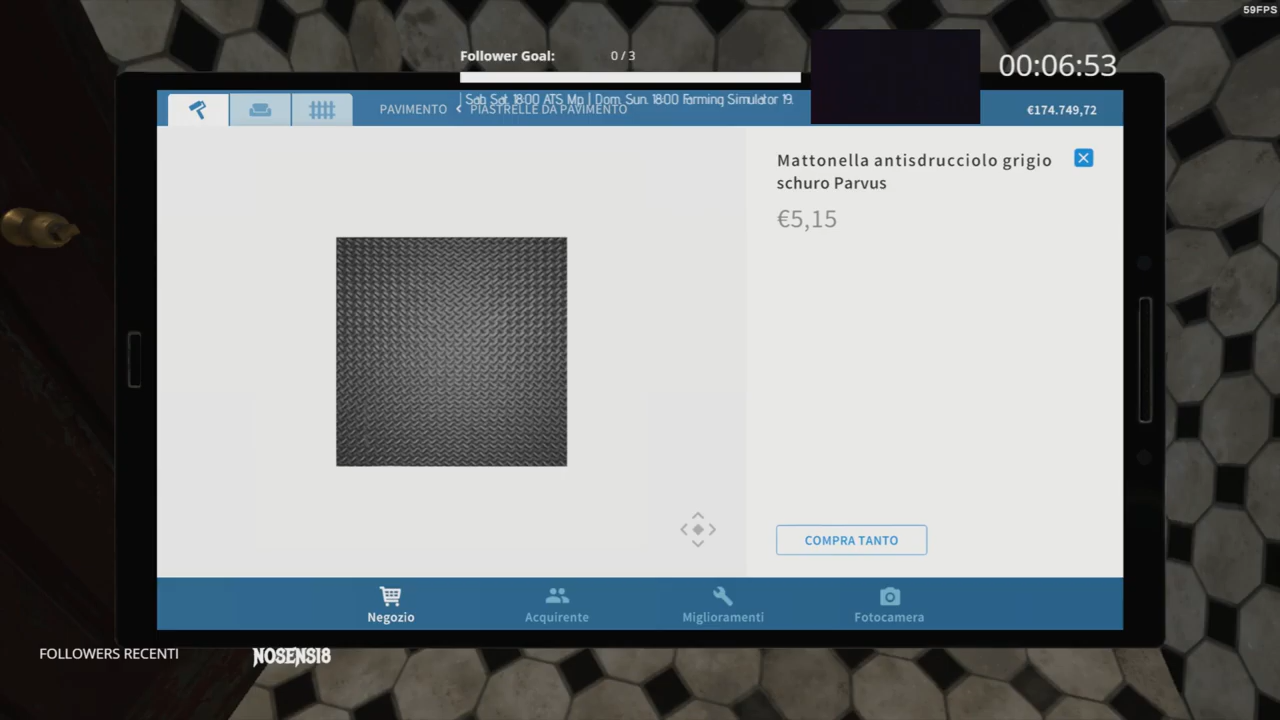 59FPS
Follower Goal: 0 / 3
00:06:53
Sab. Sat. 18:00 ATS Mp | Dom. Sun. 18:00 Farming Simulator 19.
PAVIMENTO < PIASTRELLE DA PAVIMENTO
€174.749,72
Mattonella antisdrucciolo grigio
schuro Parvus
€5,15
COMPRA TANTO
Negozio
Acquirente
Miglioramenti
Fotocamera
FOLLOWERS RECENTI
NOSENSI8